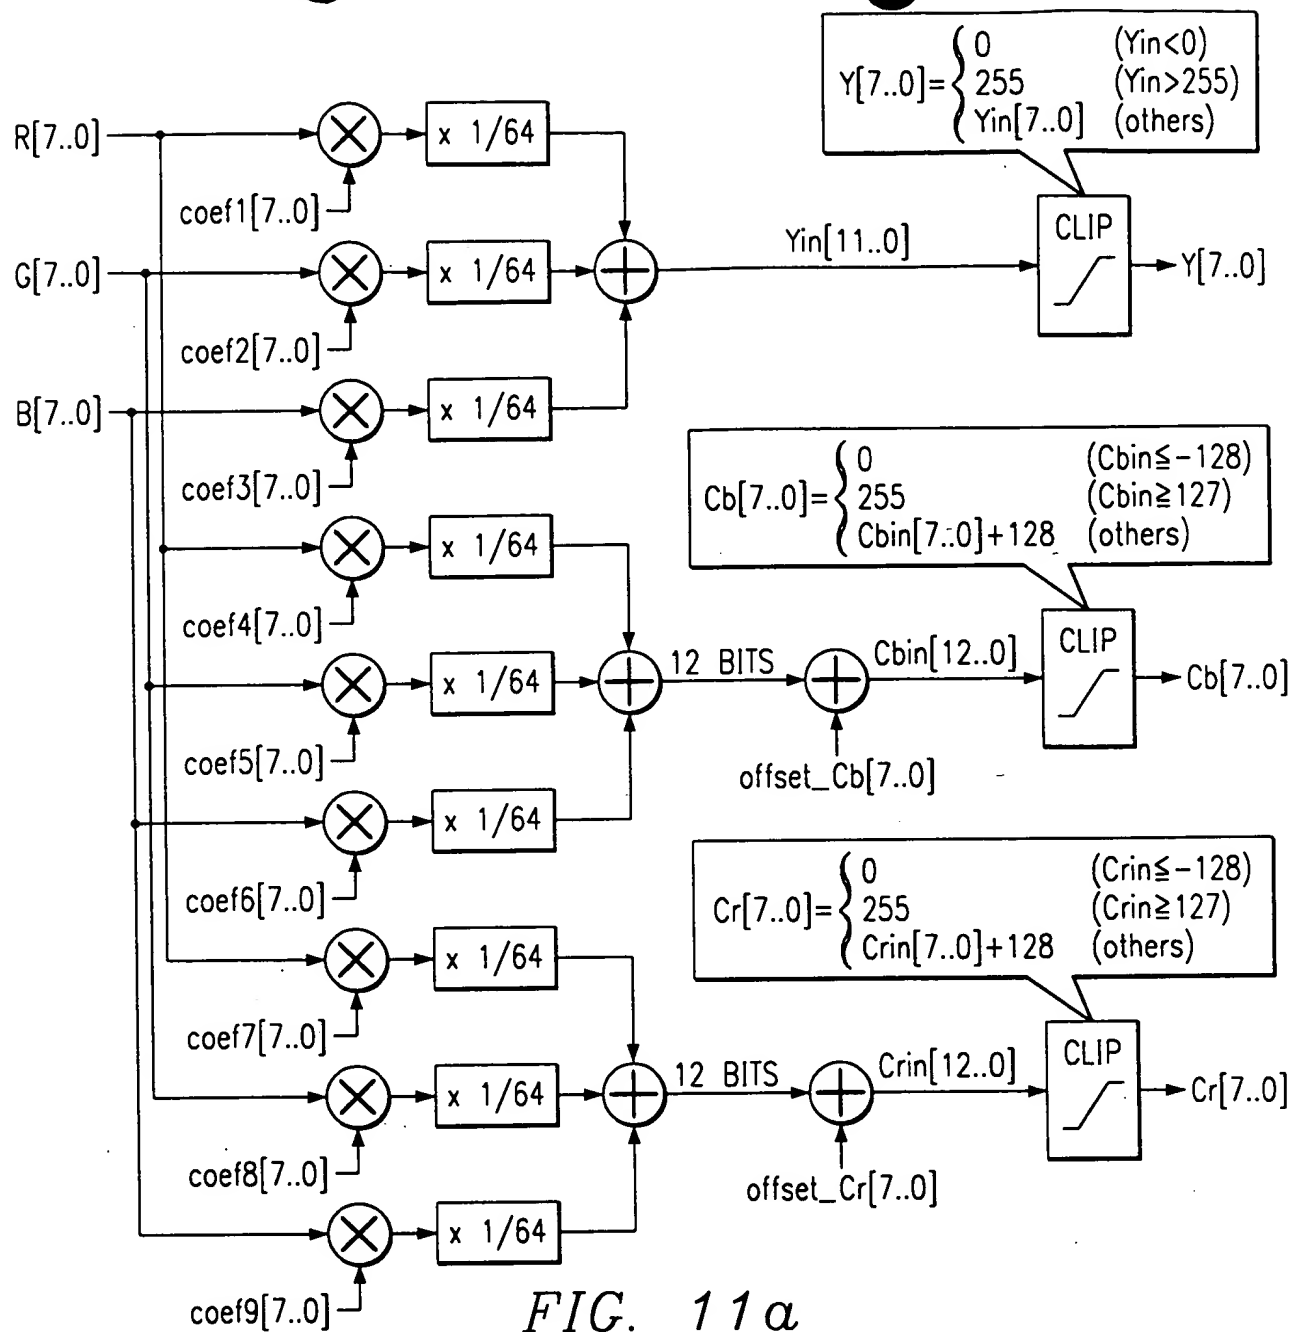 Y[7..0]= 0 (Yin<0)
255 (Yin>255)
Yin[7..0] (others)
R[7..0]
x 1/64
coef1[7..0]
CLIP
Yin[11..0]
G[7..0]
x 1/64
Y[7..0]
coef2[7..0]
B[7..0]
x 1/64
coef3[7..0]
Cb[7..0]= 0 (Cbin≦-128)
255 (Cbin≧127)
Cbin[7..0]+128 (others)
x 1/64
coef4[7..0]
CLIP
12 BITS
Cbin[12..0]
x 1/64
Cb[7..0]
coef5[7..0]
offset_Cb[7..0]
x 1/64
coef6[7..0]
Cr[7..0]= 0 (Crin≦-128)
255 (Crin≧127)
Crin[7..0]+128 (others)
x 1/64
coef7[7..0]
CLIP
12 BITS
Crin[12..0]
x 1/64
Cr[7..0]
coef8[7..0]
offset_Cr[7..0]
x 1/64
coef9[7..0]
FIG. 11a